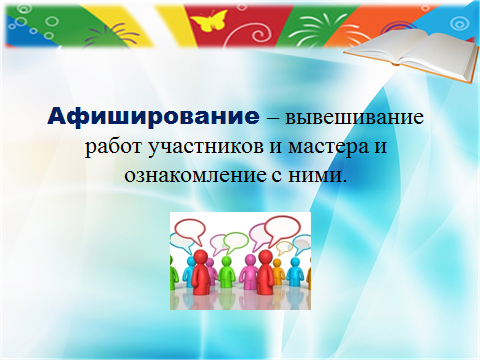 Афиширование – вывешивание
работ участников и мастера и
ознакомление с ними.